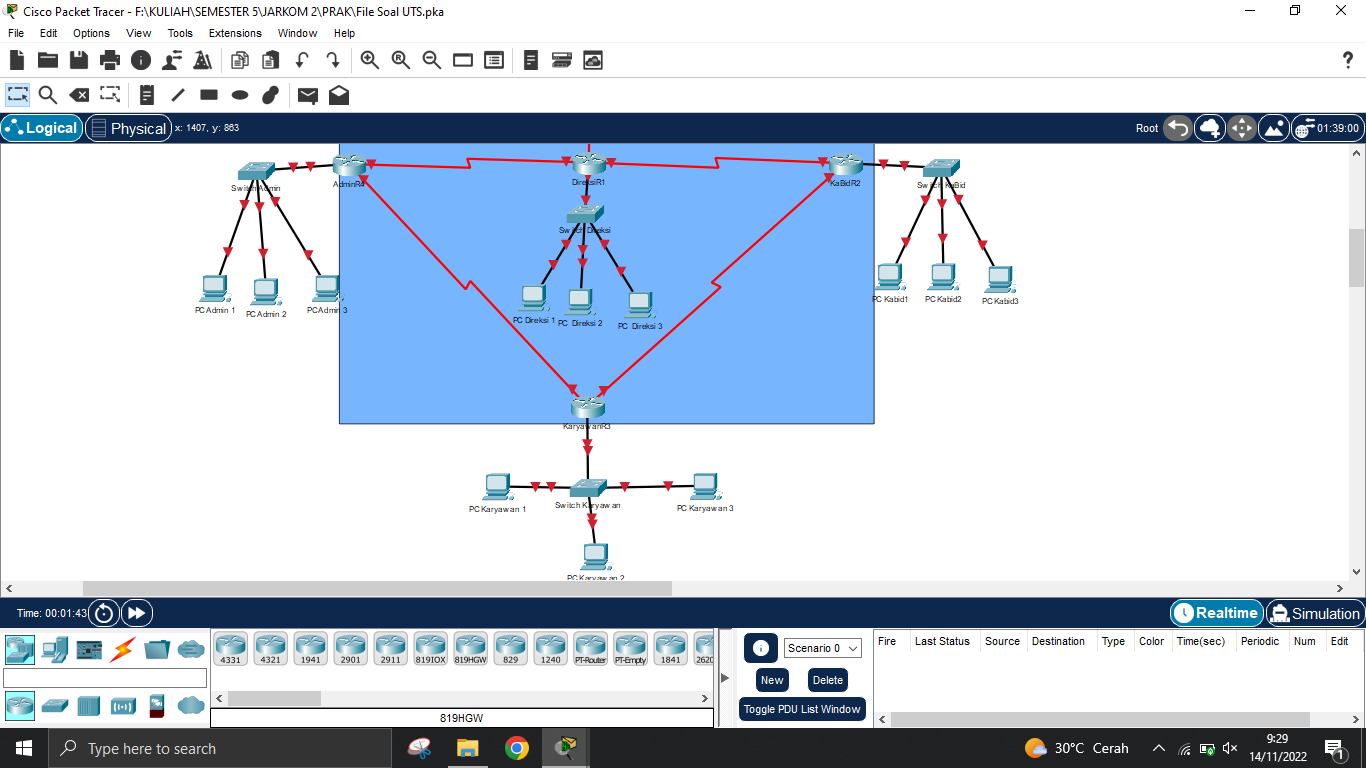 Cisco Packet Tracer - F:\KULIAH\SEMESTER 5\JARKOM 2\PRAK\File Soal UTS.pka
File Edit Options View Tools Extensions Window Help
?
Logical Physical x: 1407, y: 863 Root 01:39:00
Switch Admin AdminR4 DireksiR1 KaBidR2 Switch KaBid
Switch Direksi
PC Admin 1 PC Admin 2 PC Admin 3
PC Direksi 1 PC Direksi 2 PC Direksi 3
PC Kabid1 PC Kabid2 PC Kabid3
KaryawanR3
PC Karyawan 1 Switch Karyawan PC Karyawan 3
PC Karyawan 2
Time: 00:01:43 Realtime Simulation
4331 4321 1941 2901 2911 819IOX 819HGW 829 1240 PT-Router PT-Empty 1841 2620
819HGW
Scenario 0
New Delete
Toggle PDU List Window
Fire Last Status Source Destination Type Color Time(sec) Periodic Num Edit
Type here to search
30°C Cerah
9:29
14/11/2022
1